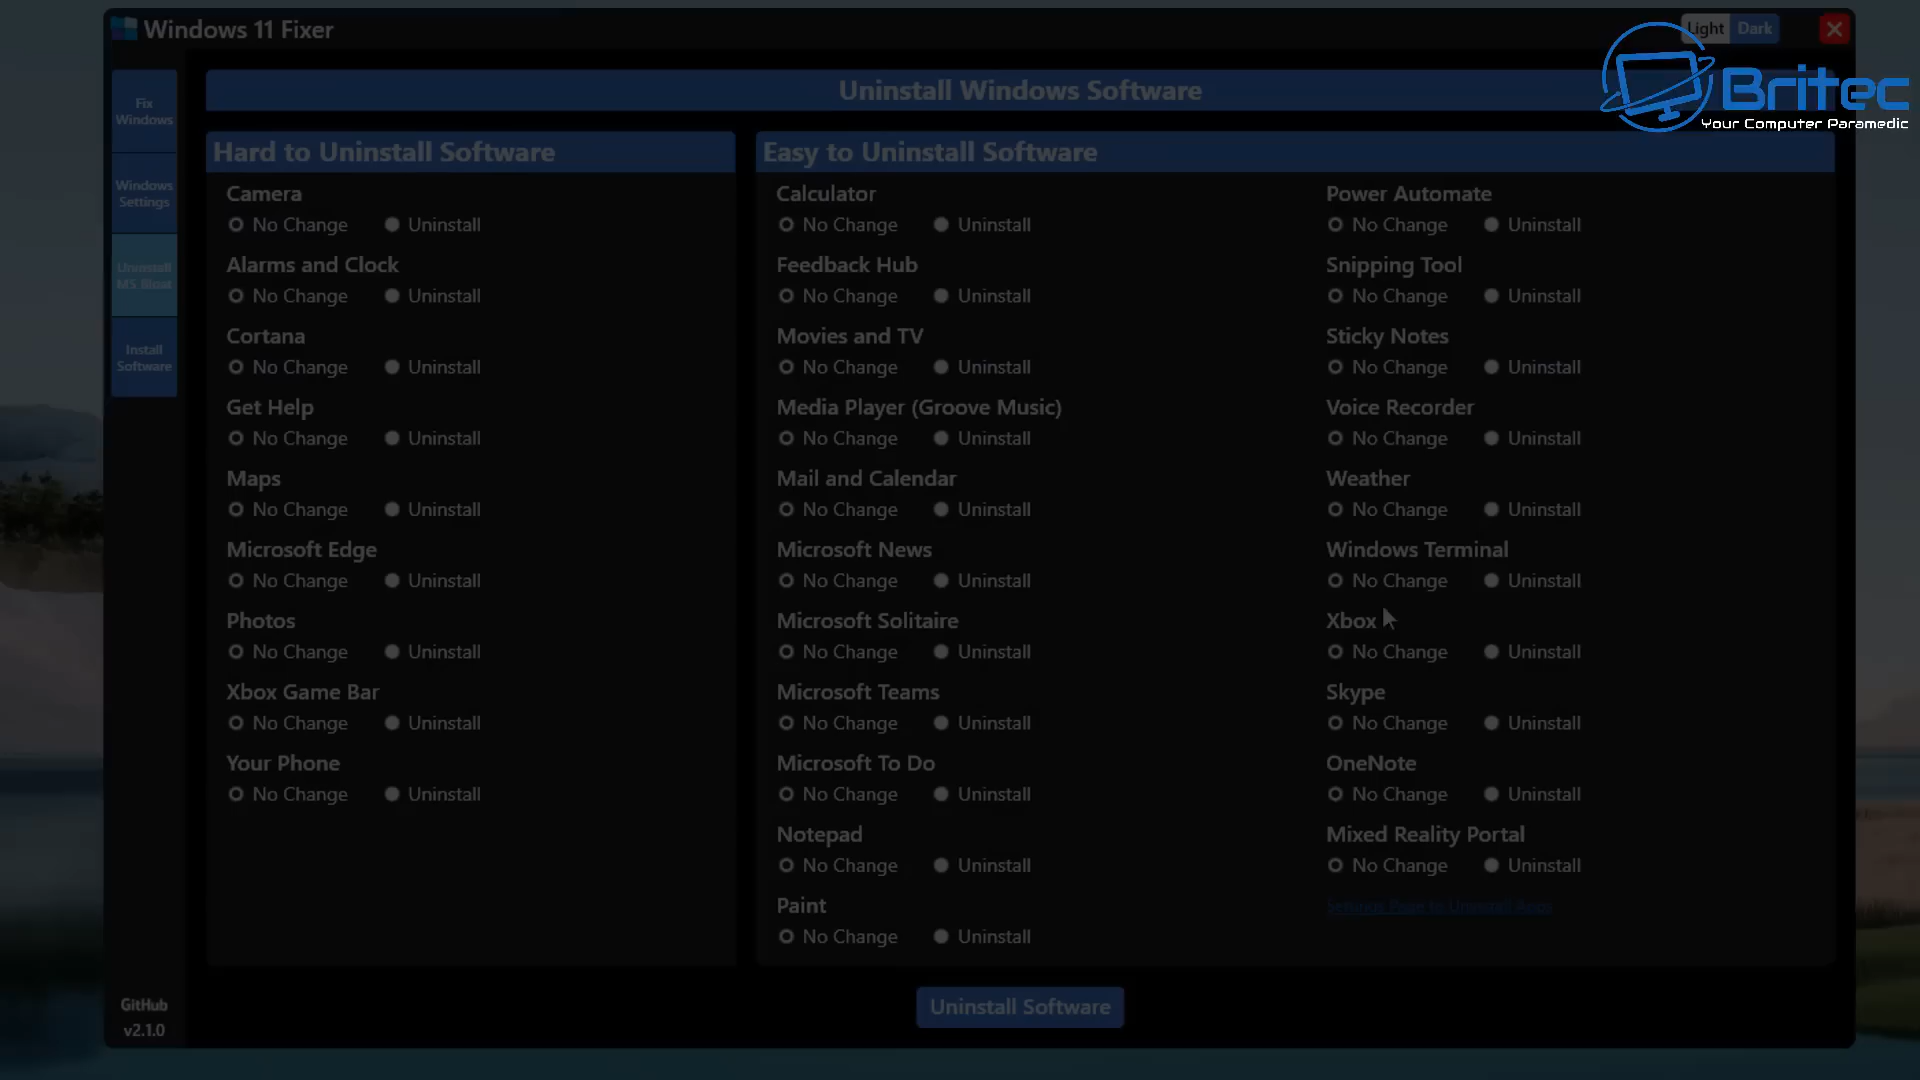 Windows 11 Fixer
Light Dark
Britec
Your Computer Paramedic
Fix
Windows
Windows
Settings
Uninstall
MS Bloat
Install
Software
Uninstall Windows Software
Hard to Uninstall Software
Camera
No Change Uninstall
Alarms and Clock
No Change Uninstall
Cortana
No Change Uninstall
Get Help
No Change Uninstall
Maps
No Change Uninstall
Microsoft Edge
No Change Uninstall
Photos
No Change Uninstall
Xbox Game Bar
No Change Uninstall
Your Phone
No Change Uninstall
Easy to Uninstall Software
Calculator
No Change Uninstall
Feedback Hub
No Change Uninstall
Movies and TV
No Change Uninstall
Media Player (Groove Music)
No Change Uninstall
Mail and Calendar
No Change Uninstall
Microsoft News
No Change Uninstall
Microsoft Solitaire
No Change Uninstall
Microsoft Teams
No Change Uninstall
Microsoft To Do
No Change Uninstall
Notepad
No Change Uninstall
Paint
No Change Uninstall
Power Automate
No Change Uninstall
Snipping Tool
No Change Uninstall
Sticky Notes
No Change Uninstall
Voice Recorder
No Change Uninstall
Weather
No Change Uninstall
Windows Terminal
No Change Uninstall
Xbox
No Change Uninstall
Skype
No Change Uninstall
OneNote
No Change Uninstall
Mixed Reality Portal
No Change Uninstall
Settings Page to Uninstall Apps
Uninstall Software
GitHub
v2.1.0